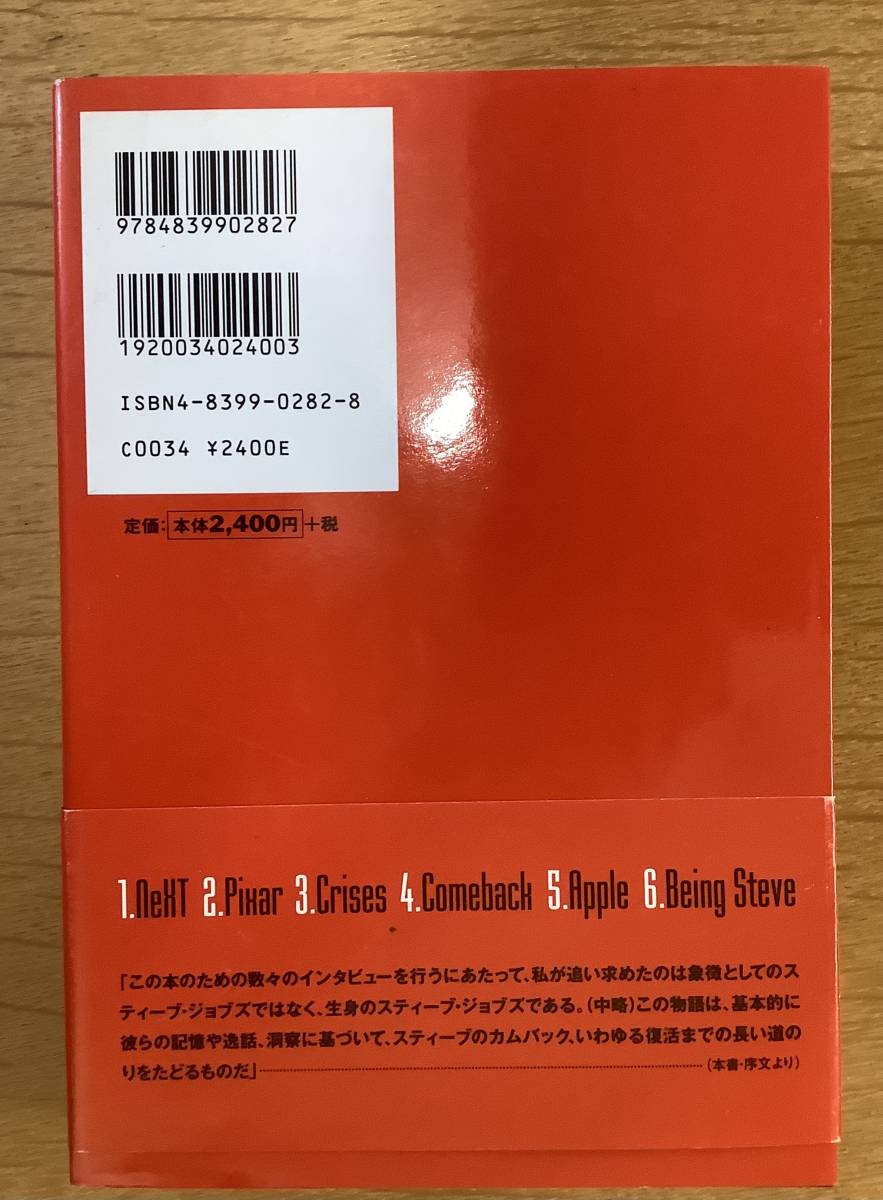 9784839902827
1920034024003
ISBN4-8399-0282-8
C0034 ¥2400E
定価：本体2,400円＋税
1.NeXT 2.Pixar 3.Crises 4.Comeback 5.Apple 6.Being Steve
「この本のための数々のインタビューを行うにあたって、私が追い求めたのは象徴としてのス
ティーブ・ジョブズではなく、生身のスティーブ・ジョブズである。（中略）この物語は、基本的に
彼らの記憶や逸話、洞察に基づいて、スティーブのカムバック、いわゆる復活までの長い道の
りをたどるものだ」……（本書・序文より）